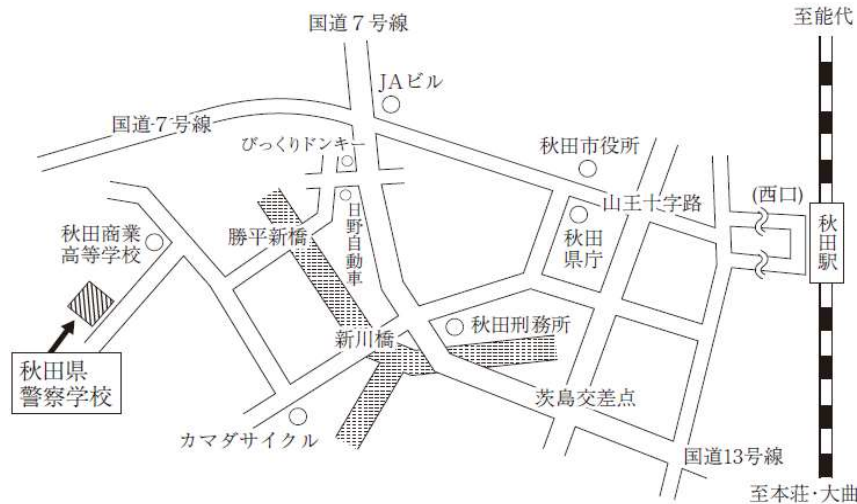 国道７号線
至能代
JAビル
国道７号線
びっくりドンキー
秋田市役所
(西口)
山王十字路
秋田商業
高等学校
勝平新橋
日野自動車
秋田
県庁
秋田駅
新川橋
秋田刑務所
秋田県
警察学校
茨島交差点
カマダサイクル
国道13号線
至本荘・大曲